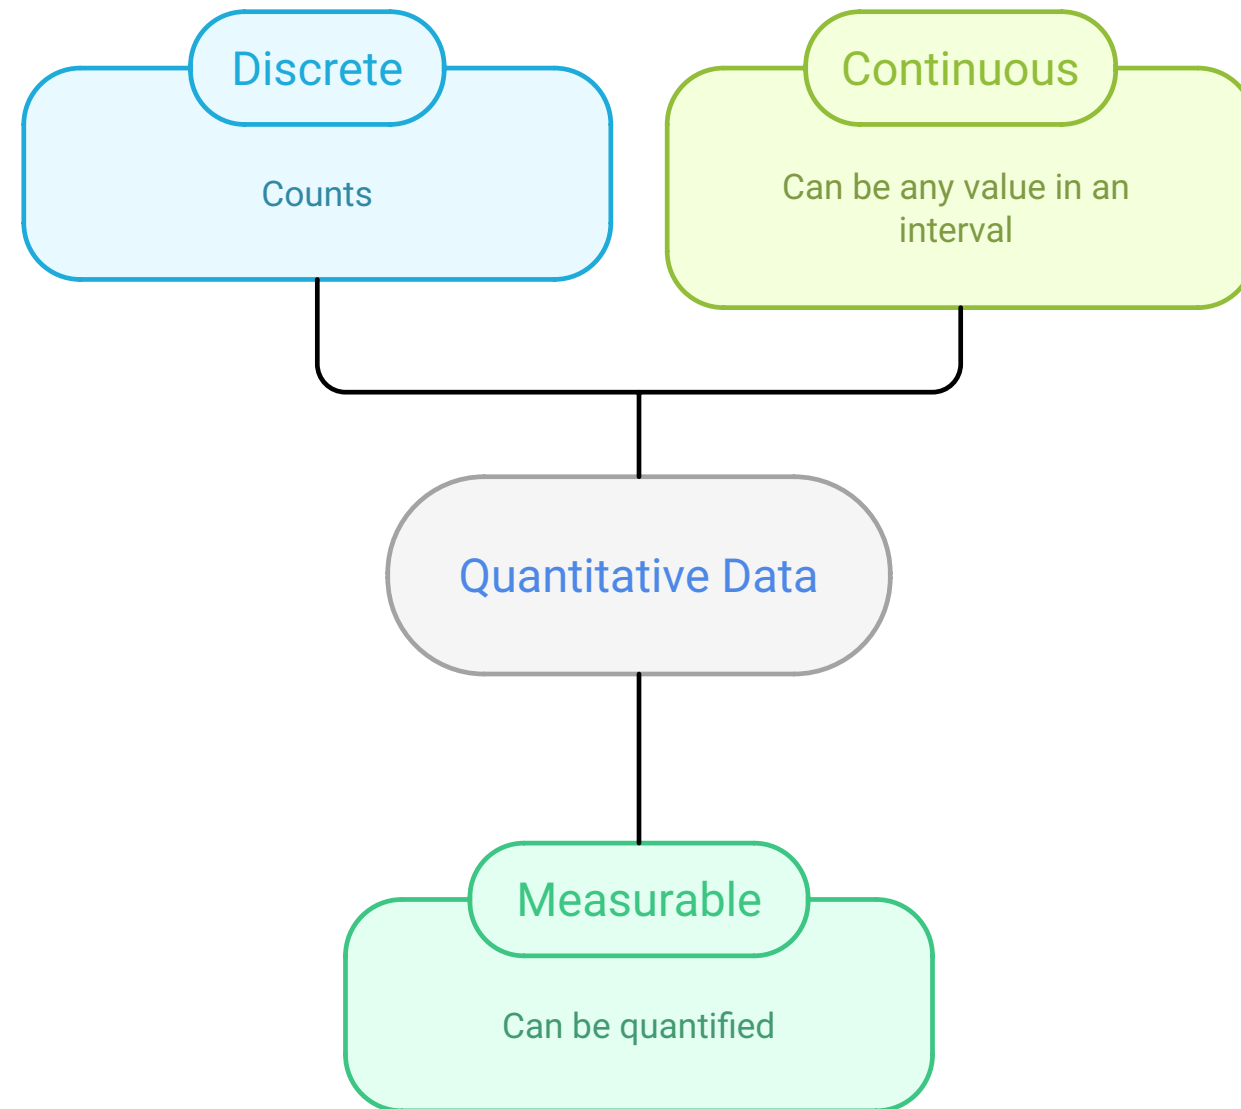 Discrete
Counts
Continuous
Can be any value in an
interval
Quantitative Data
Measurable
Can be quantified